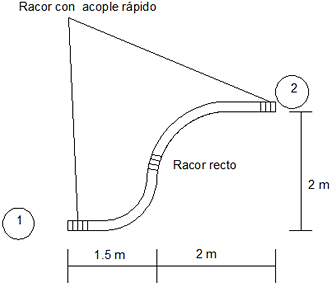 Racor con  acople rápido
2
Racor recto
2 m
1
1.5 m
2 m